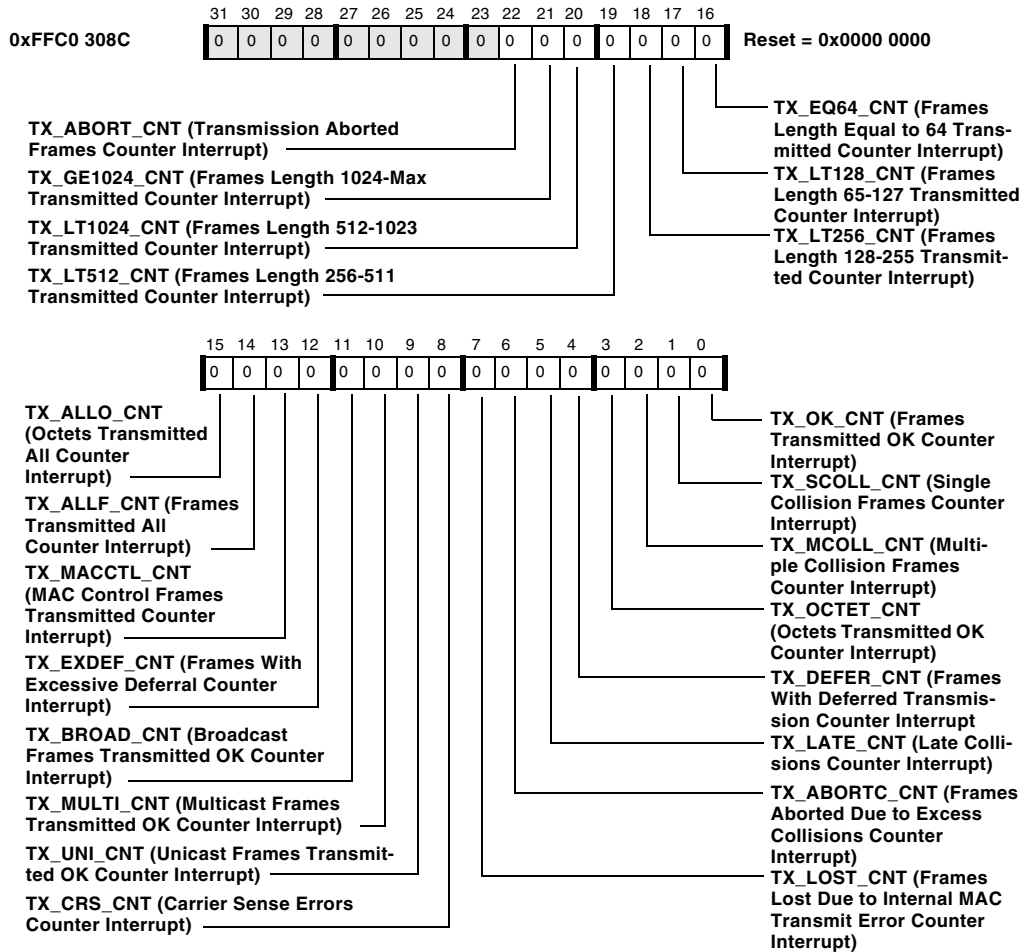 31 30 29 28 27 26 25 24 23 22 21 20 19 18 17 16
0xFFC0 308C
0 0 0 0 0 0 0 0 0 0 0 0 0 0 0 0
Reset = 0x0000 0000
TX_ABORT_CNT (Transmission Aborted
Frames Counter Interrupt)
TX_GE1024_CNT (Frames Length 1024-Max
Transmitted Counter Interrupt)
TX_LT1024_CNT (Frames Length 512-1023
Transmitted Counter Interrupt)
TX_LT512_CNT (Frames Length 256-511
Transmitted Counter Interrupt)
TX_EQ64_CNT (Frames
Length Equal to 64 Trans-
mitted Counter Interrupt)
TX_LT128_CNT (Frames
Length 65-127 Transmitted
Counter Interrupt)
TX_LT256_CNT (Frames
Length 128-255 Transmit-
ted Counter Interrupt)
15 14 13 12 11 10 9 8 7 6 5 4 3 2 1 0
0 0 0 0 0 0 0 0 0 0 0 0 0 0 0 0
TX_ALLO_CNT
(Octets Transmitted
All Counter
Interrupt)
TX_ALLF_CNT (Frames
Transmitted All
Counter Interrupt)
TX_MACCTL_CNT
(MAC Control Frames
Transmitted Counter
Interrupt)
TX_EXDEF_CNT (Frames With
Excessive Deferral Counter
Interrupt)
TX_BROAD_CNT (Broadcast
Frames Transmitted OK Counter
Interrupt)
TX_MULTI_CNT (Multicast Frames
Transmitted OK Counter Interrupt)
TX_UNI_CNT (Unicast Frames Transmit-
ted OK Counter Interrupt)
TX_CRS_CNT (Carrier Sense Errors
Counter Interrupt)
TX_OK_CNT (Frames
Transmitted OK Counter
Interrupt)
TX_SCOLL_CNT (Single
Collision Frames Counter
Interrupt)
TX_MCOLL_CNT (Multi-
ple Collision Frames
Counter Interrupt)
TX_OCTET_CNT
(Octets Transmitted OK
Counter Interrupt)
TX_DEFER_CNT (Frames
With Deferred Transmis-
sion Counter Interrupt
TX_LATE_CNT (Late Colli-
sions Counter Interrupt)
TX_ABORTC_CNT (Frames
Aborted Due to Excess
Collisions Counter
Interrupt)
TX_LOST_CNT (Frames
Lost Due to Internal MAC
Transmit Error Counter
Interrupt)